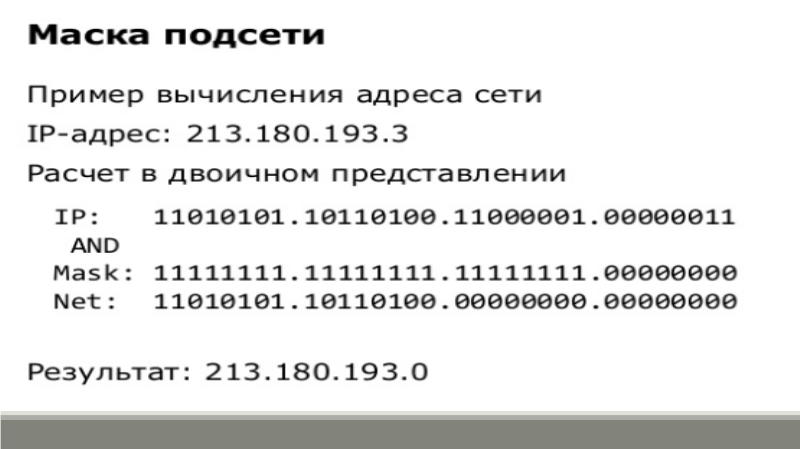 Маска подсети
Пример вычисления адреса сети
IP-адрес: 213.180.193.3
Расчет в двоичном представлении
IP: 11010101.10110100.11000001.00000011
AND
Mask: 11111111.11111111.11111111.00000000
Net: 11010101.10110100.00000000.00000000
Результат: 213.180.193.0